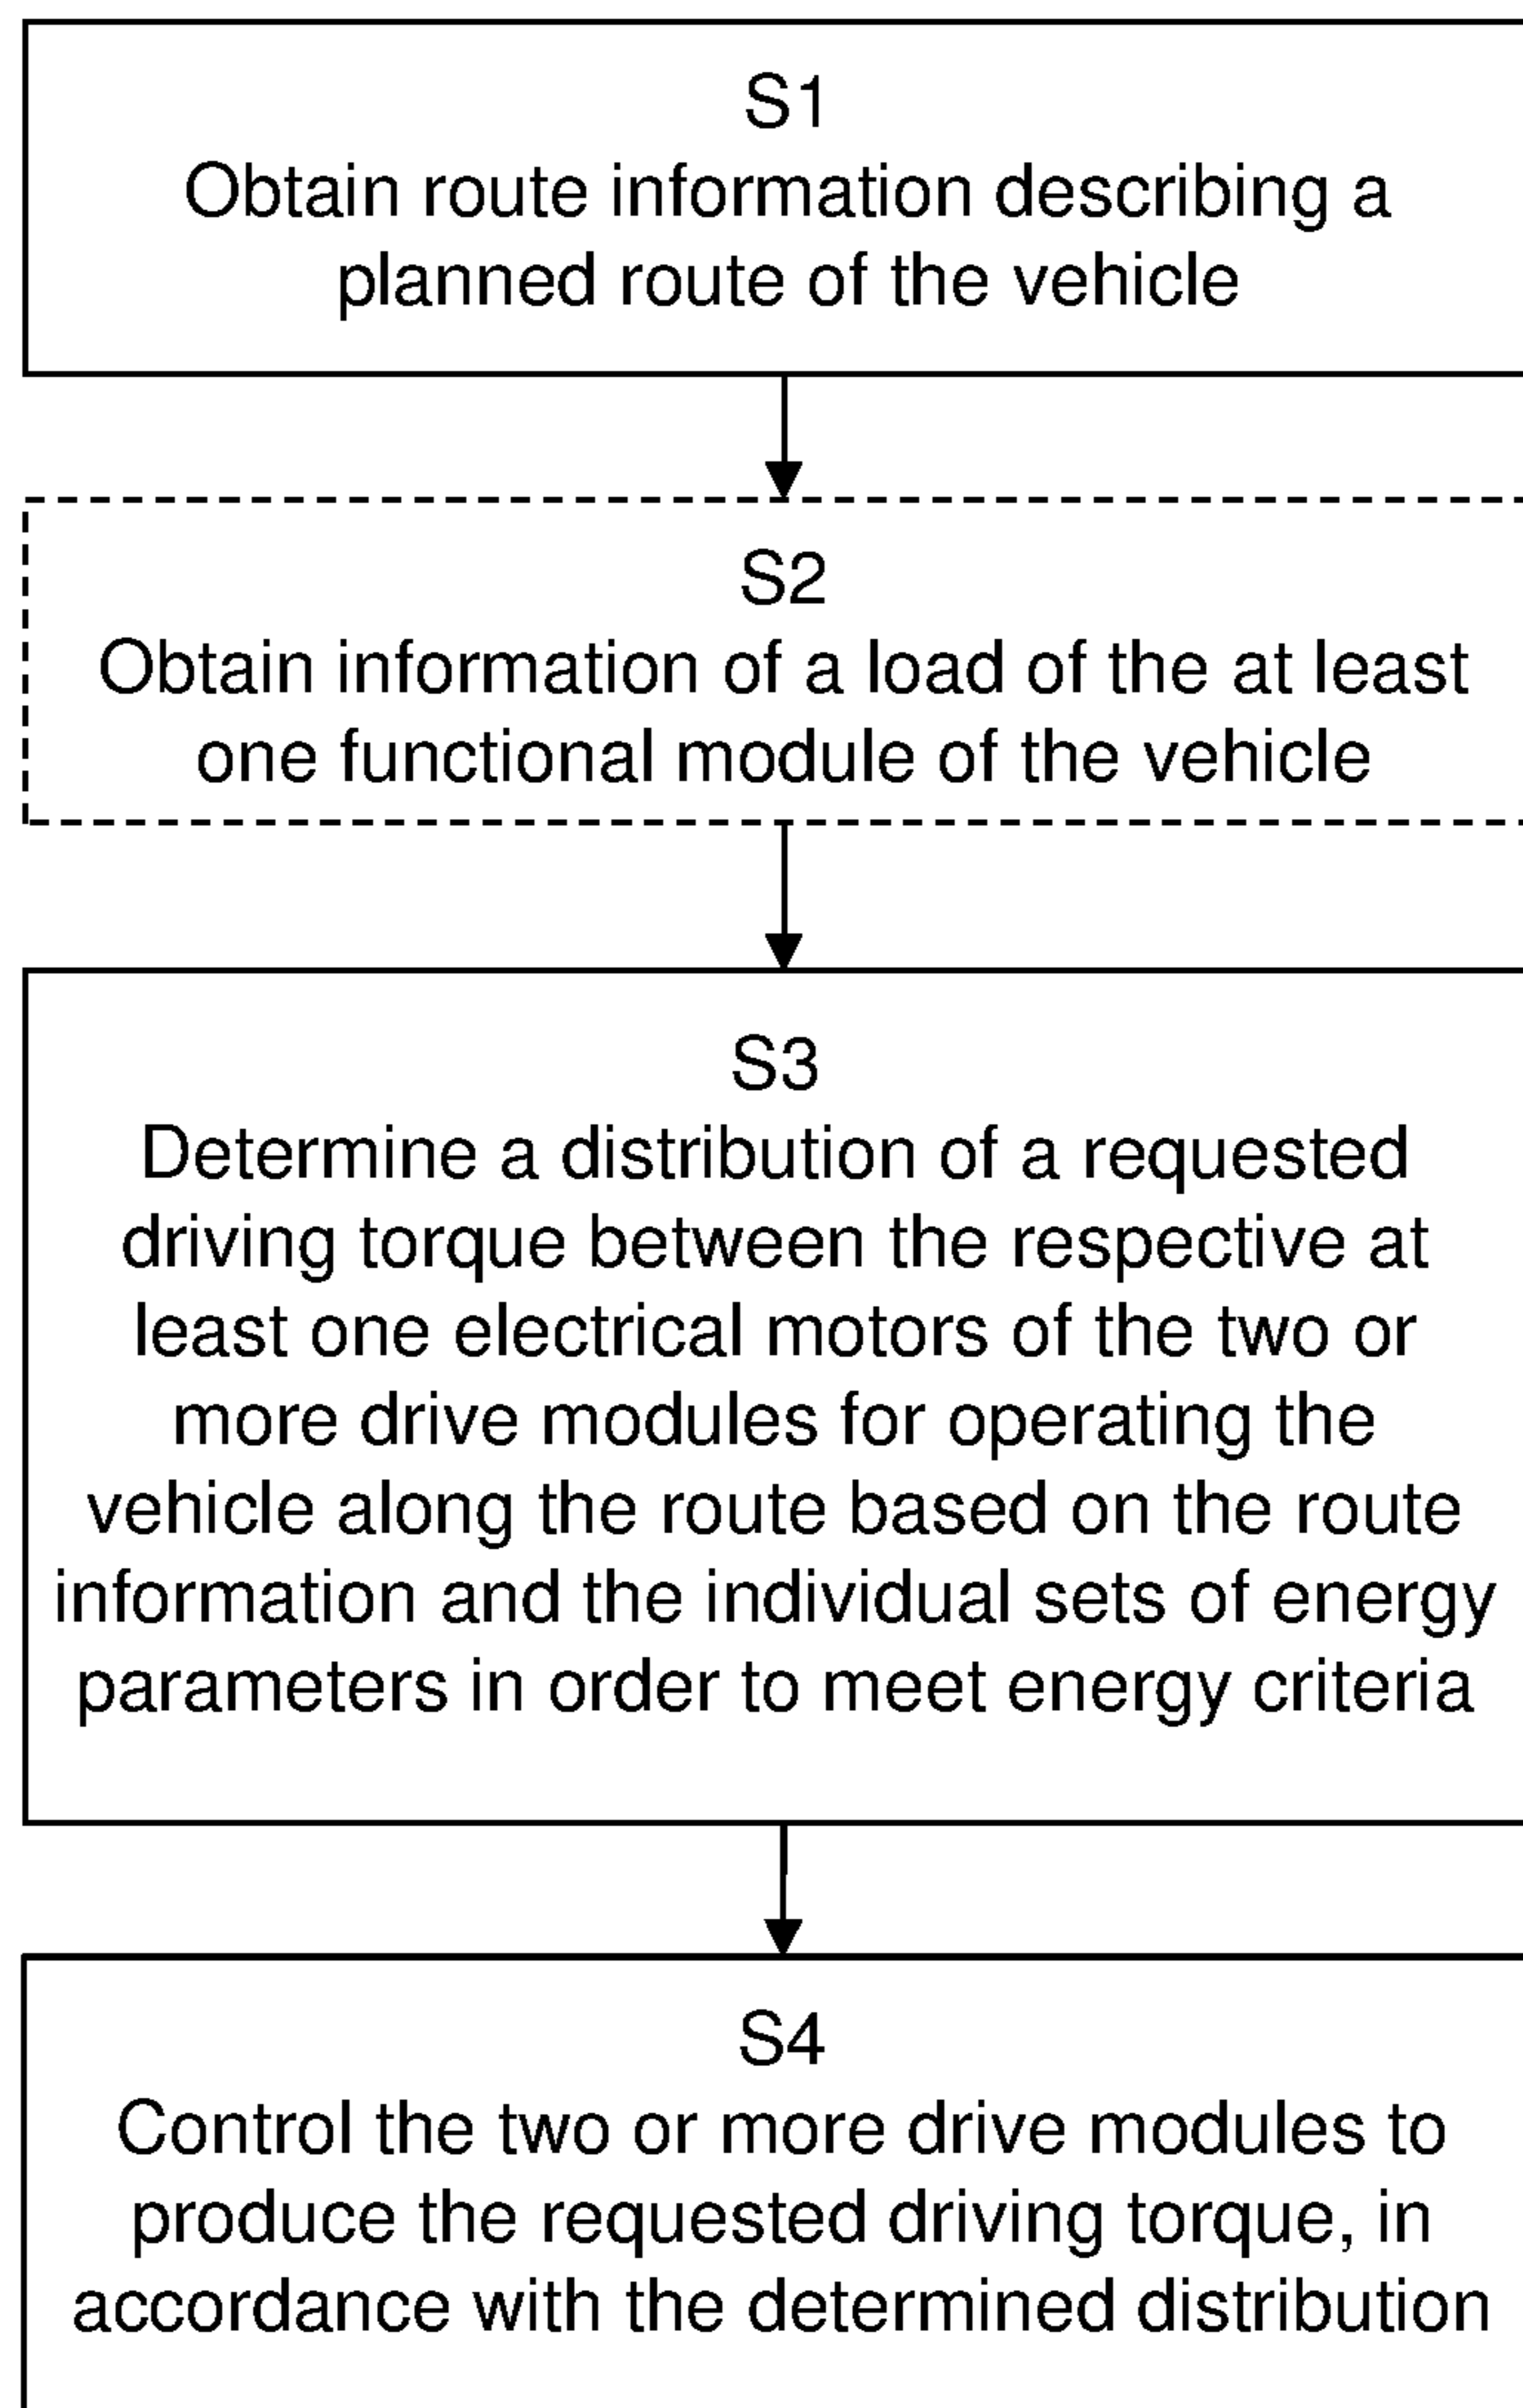 S1
Obtain route information describing a
planned route of the vehicle
S2
Obtain information of a load of the at least
one functional module of the vehicle
S3
Determine a distribution of a requested
driving torque between the respective at
least one electrical motors of the two or
more drive modules for operating the
vehicle along the route based on the route
information and the individual sets of energy
parameters in order to meet energy criteria
S4
Control the two or more drive modules to
produce the requested driving torque, in
accordance with the determined distribution